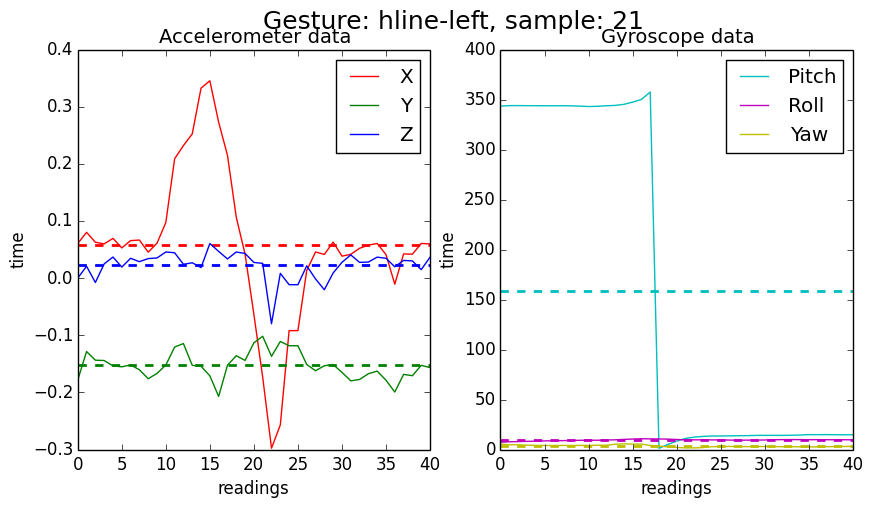 Gesture: hline-left, sample: 21
Accelerometer data
0.4
0.3
0.2
0.1
0.0
−0.1
−0.2
−0.3
0 5 10 15 20 25 30 35 40
time
readings
X
Y
Z
Gyroscope data
400
350
300
250
200
150
100
50
0
0 5 10 15 20 25 30 35 40
time
readings
Pitch
Roll
Yaw